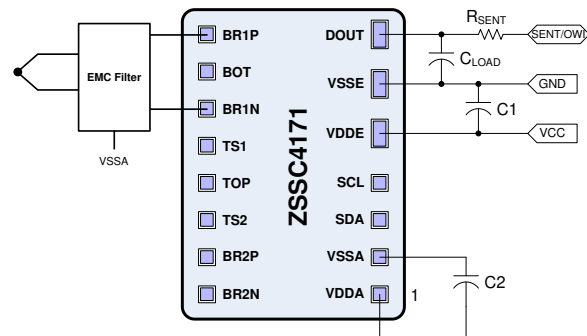 BR1P
DOUT
RSENT
SENT/OWI
BOT
CLOAD
EMC Filter
BR1N
VSSE
GND
C1
VSSA
TS1
VDDE
VCC
ZSSC4171
TOP
SCL
TS2
SDA
BR2P
VSSA
C2
BR2N
VDDA
1